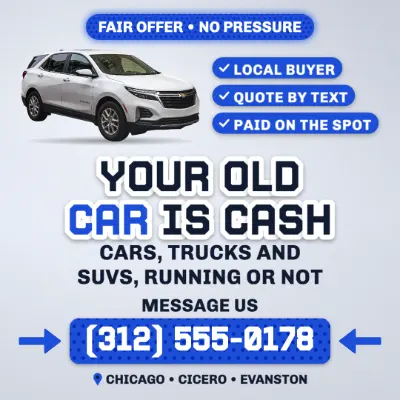 FAIR OFFER • NO PRESSURE
✓ LOCAL BUYER
✓ QUOTE BY TEXT
✓ PAID ON THE SPOT
YOUR OLD
CAR IS CASH
CARS, TRUCKS AND
SUVS, RUNNING OR NOT
MESSAGE US
(312) 555-0178
CHICAGO • CICERO • EVANSTON